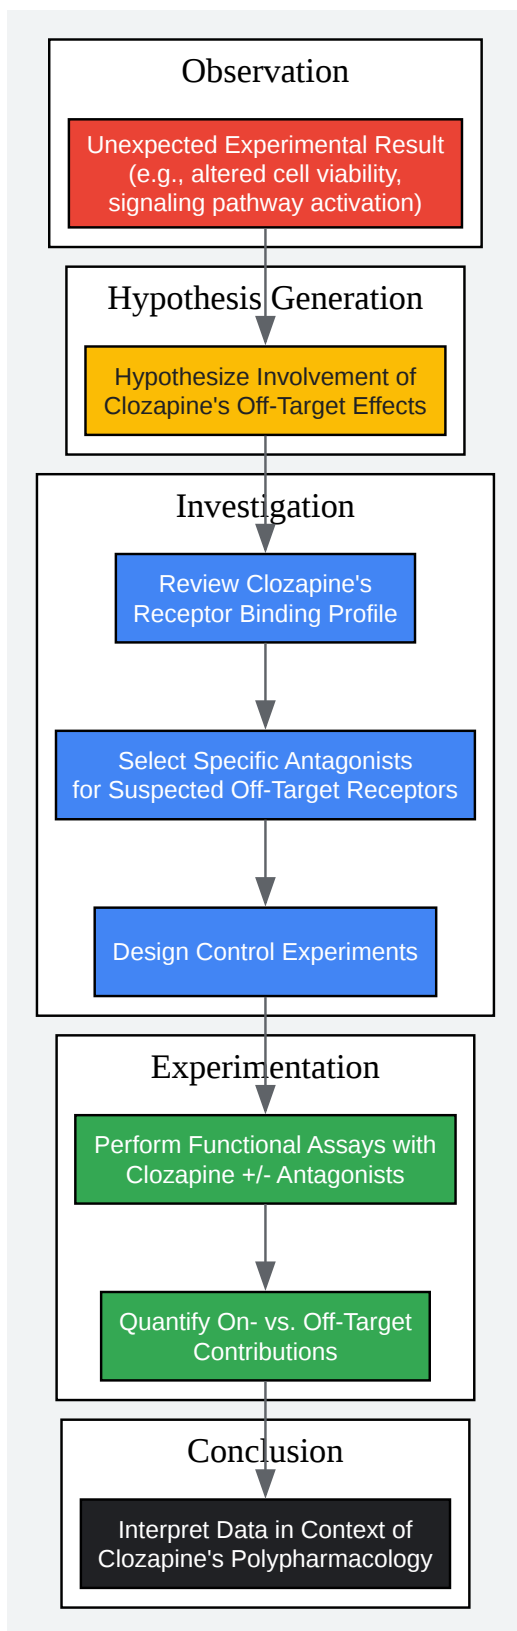 Observation
Unexpected Experimental Result
(e.g., altered cell viability,
signaling pathway activation)
Hypothesis Generation
Hypothesize Involvement of
Clozapine's Off-Target Effects
Investigation
Review Clozapine's
Receptor Binding Profile
Select Specific Antagonists
for Suspected Off-Target Receptors
Design Control Experiments
Experimentation
Perform Functional Assays with
Clozapine +/- Antagonists
Quantify On- vs. Off-Target
Contributions
Conclusion
Interpret Data in Context of
Clozapine's Polypharmacology